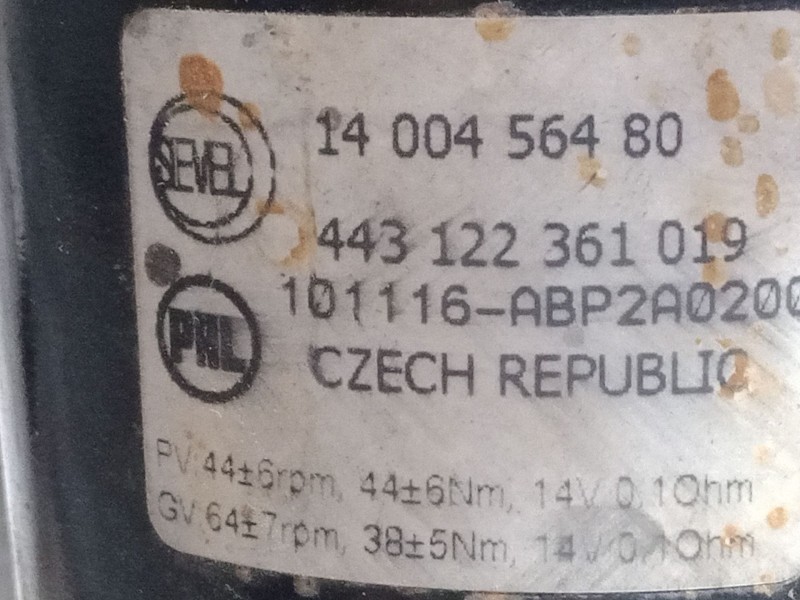 SEVEL
14 004 564 80
443 122 361 019
PAL
101116-ABP2A0200
CZECH REPUBLIC
PV 44±6rpm, 44±6Nm, 14V 0,1Ohm
GV 64±7rpm, 38±5Nm, 14V 0,1Ohm